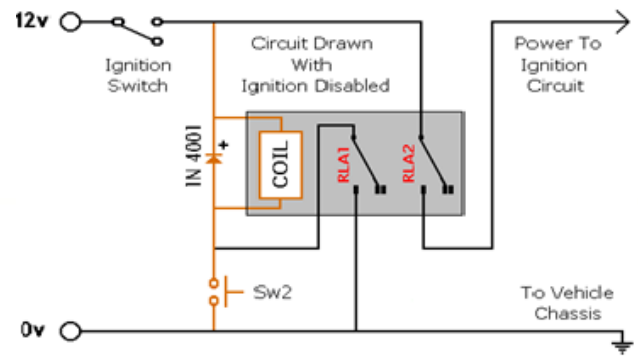 12v
Ignition
Switch
Circuit Drawn
With
Ignition Disabled
Power To
Ignition
Circuit
1N 4001
+
COIL
RLA1
RLA2
Sw2
To Vehicle
Chassis
0v